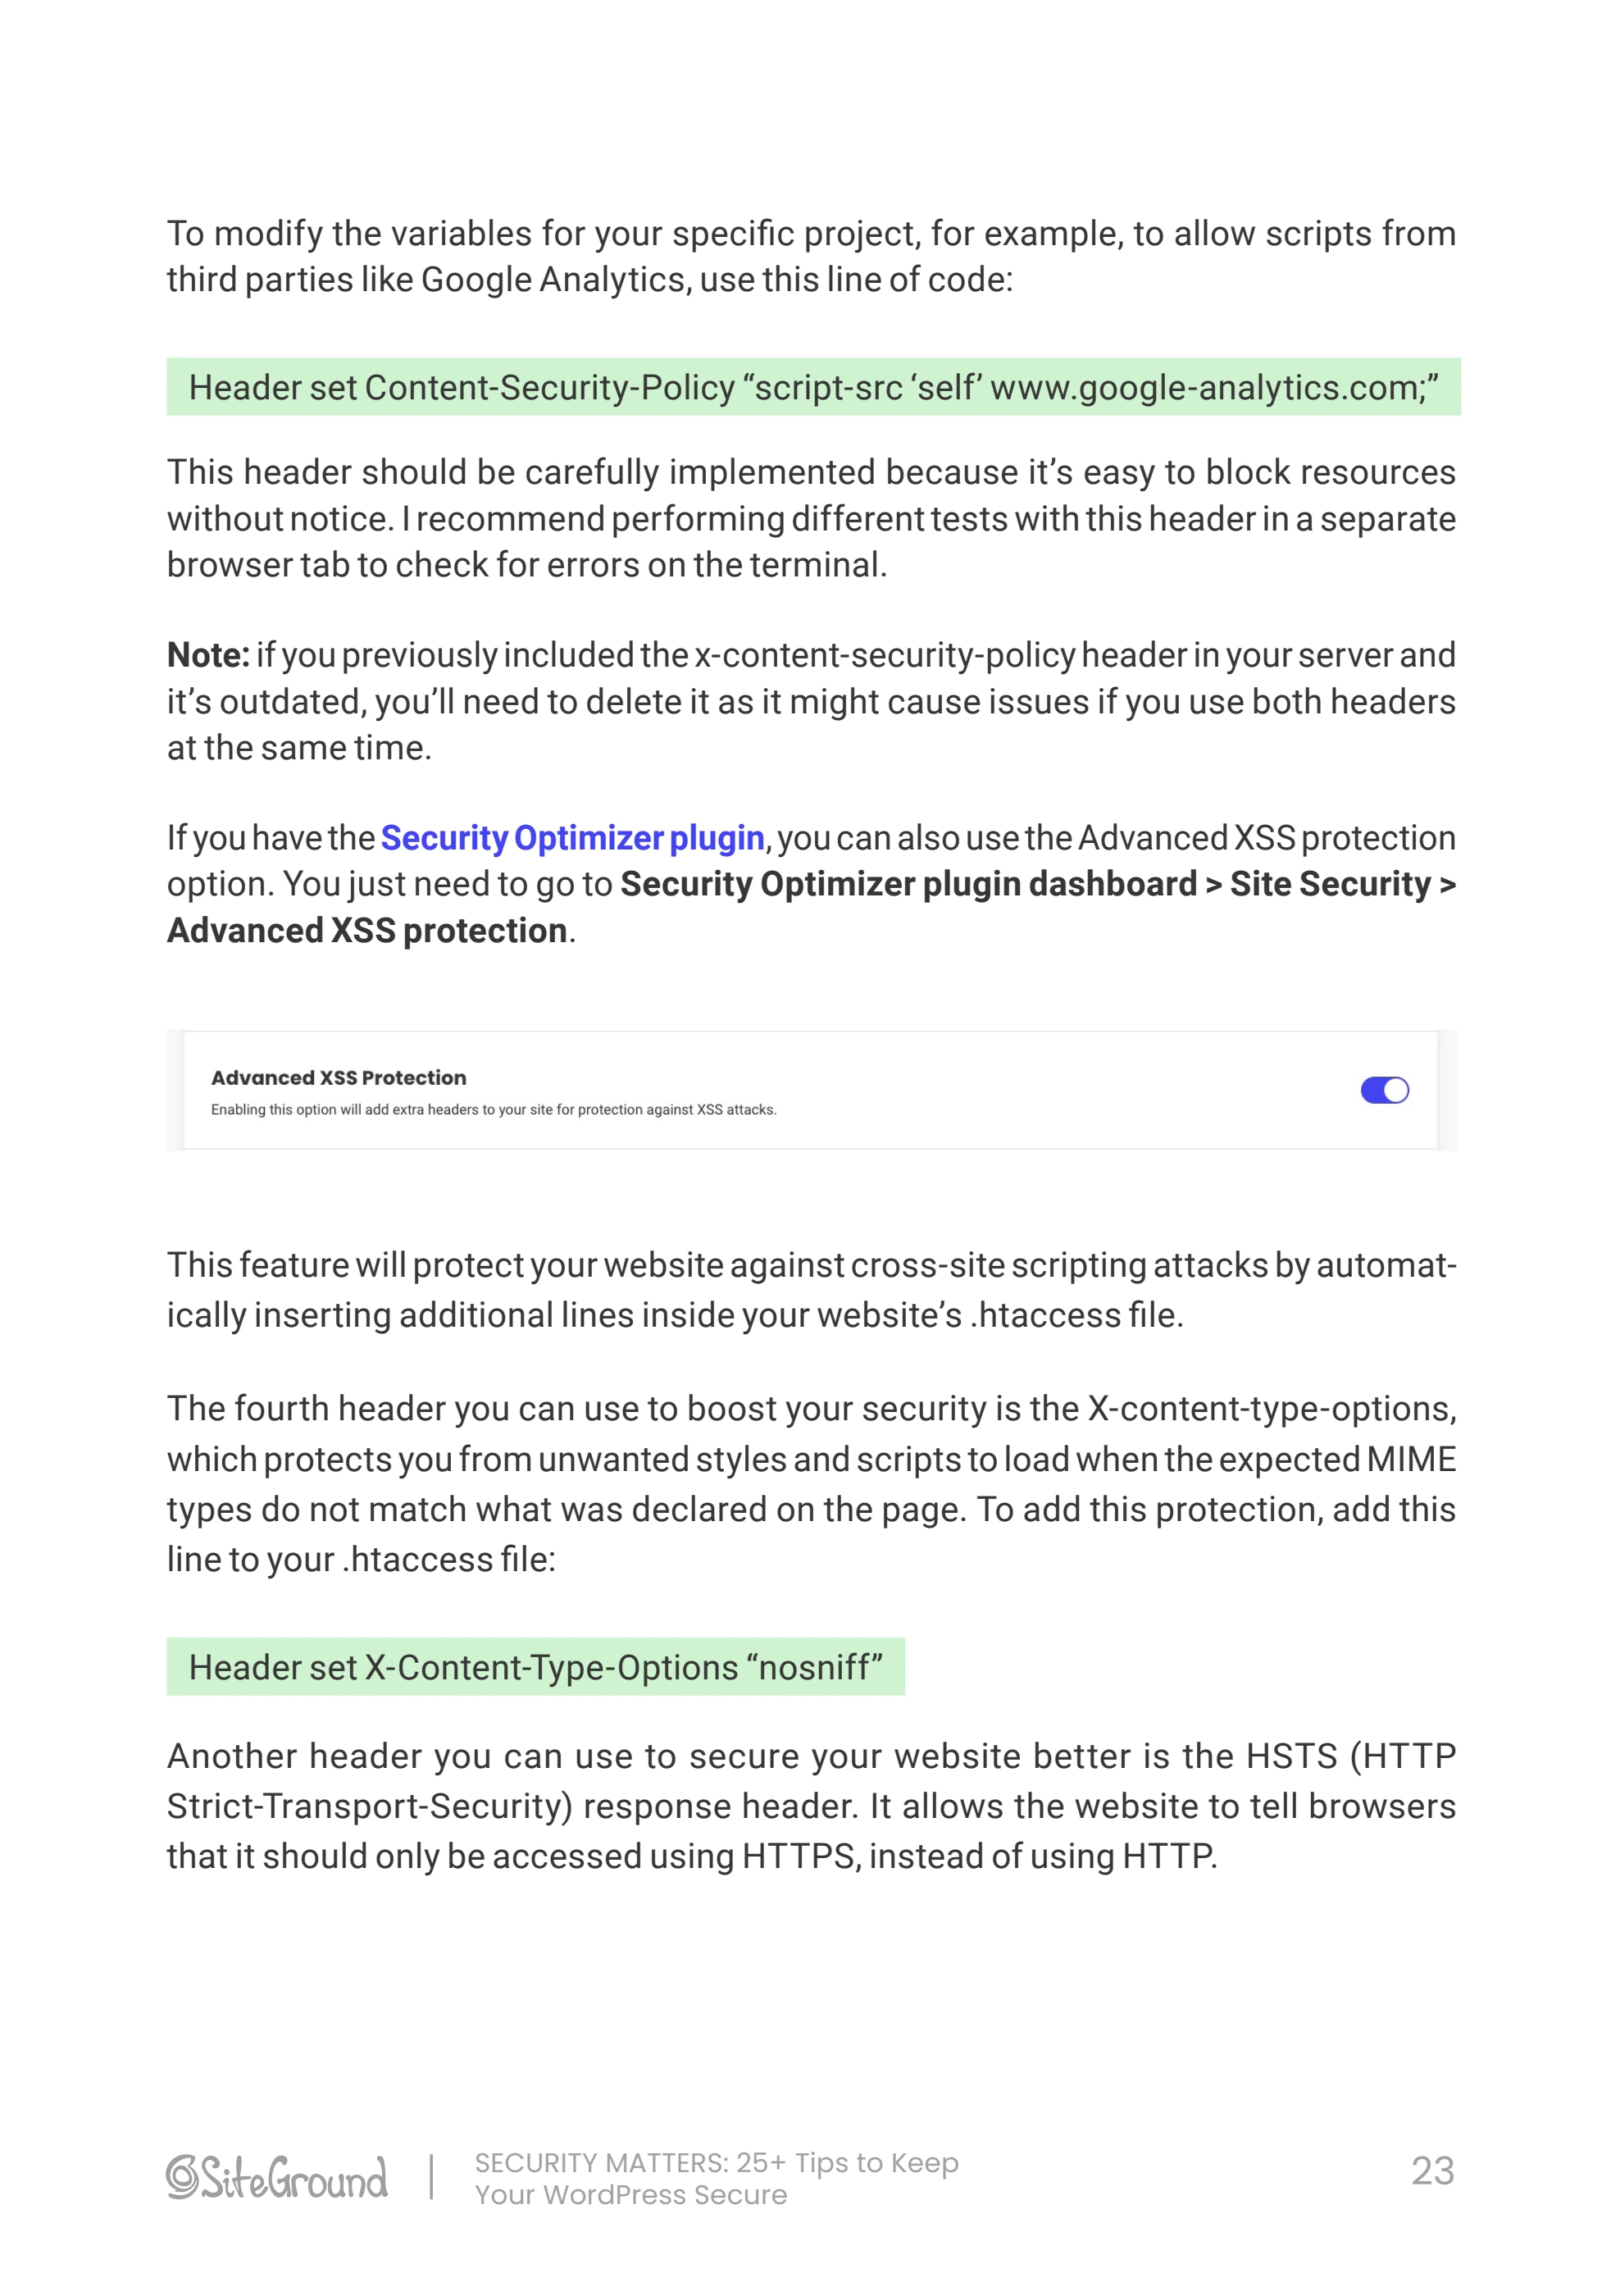 To modify the variables for your specific project, for example, to allow scripts from
third parties like Google Analytics, use this line of code:
Header set Content-Security-Policy “script-src ‘self’ www.google-analytics.com;”
This header should be carefully implemented because it’s easy to block resources
without notice. I recommend performing different tests with this header in a separate
browser tab to check for errors on the terminal.
Note: if you previously included the x-content-security-policy header in your server and
it’s outdated, you’ll need to delete it as it might cause issues if you use both headers
at the same time.
If you have the Security Optimizer plugin, you can also use the Advanced XSS protection
option. You just need to go to Security Optimizer plugin dashboard > Site Security >
Advanced XSS protection.
Advanced XSS Protection
Enabling this option will add extra headers to your site for protection against XSS attacks.
This feature will protect your website against cross-site scripting attacks by automat-
ically inserting additional lines inside your website’s .htaccess file.
The fourth header you can use to boost your security is the X-content-type-options,
which protects you from unwanted styles and scripts to load when the expected MIME
types do not match what was declared on the page. To add this protection, add this
line to your .htaccess file:
Header set X-Content-Type-Options “nosniff”
Another header you can use to secure your website better is the HSTS (HTTP
Strict-Transport-Security) response header. It allows the website to tell browsers
that it should only be accessed using HTTPS, instead of using HTTP.
SiteGround
SECURITY MATTERS: 25+ Tips to Keep
Your WordPress Secure
23